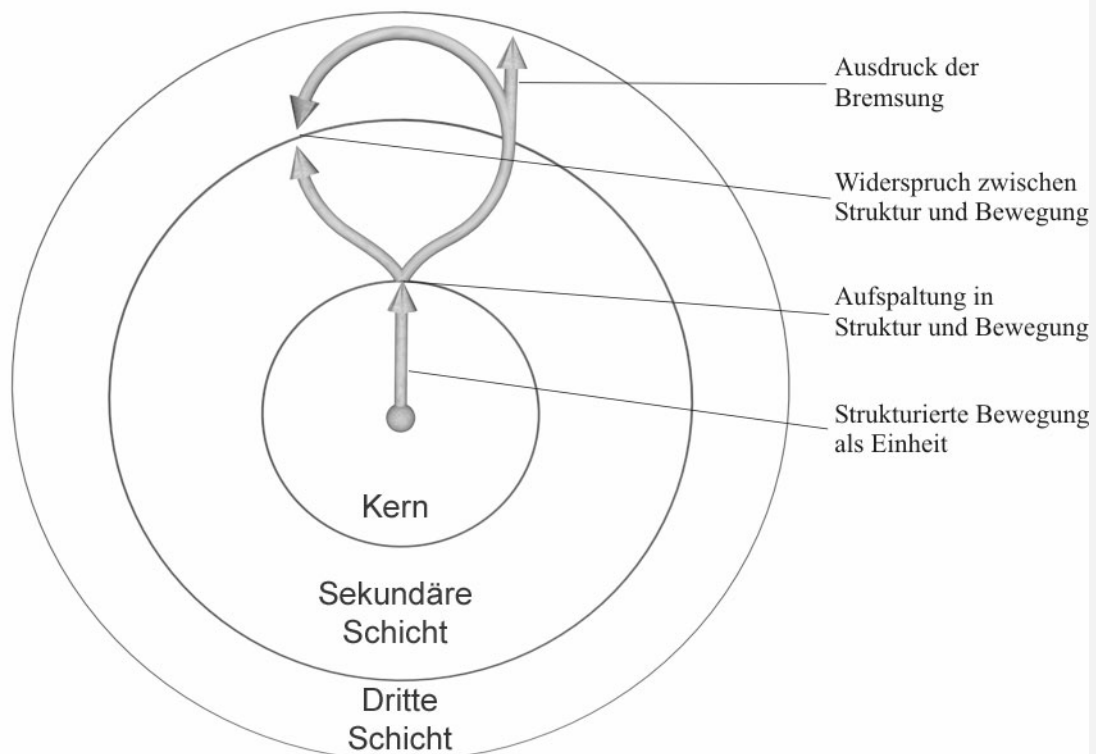 Ausdruck der
Bremsung
Widerspruch zwischen
Struktur und Bewegung
Aufspaltung in
Struktur und Bewegung
Strukturierte Bewegung
als Einheit
Kern
Sekundäre
Schicht
Dritte
Schicht